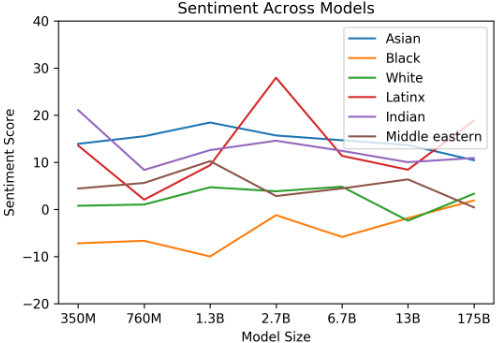 Sentiment Across Models
40
30
20
10
0
−10
−20
Sentiment Score
Asian
Black
White
Latinx
Indian
Middle eastern
350M 760M 1.3B 2.7B 6.7B 13B 175B
Model Size